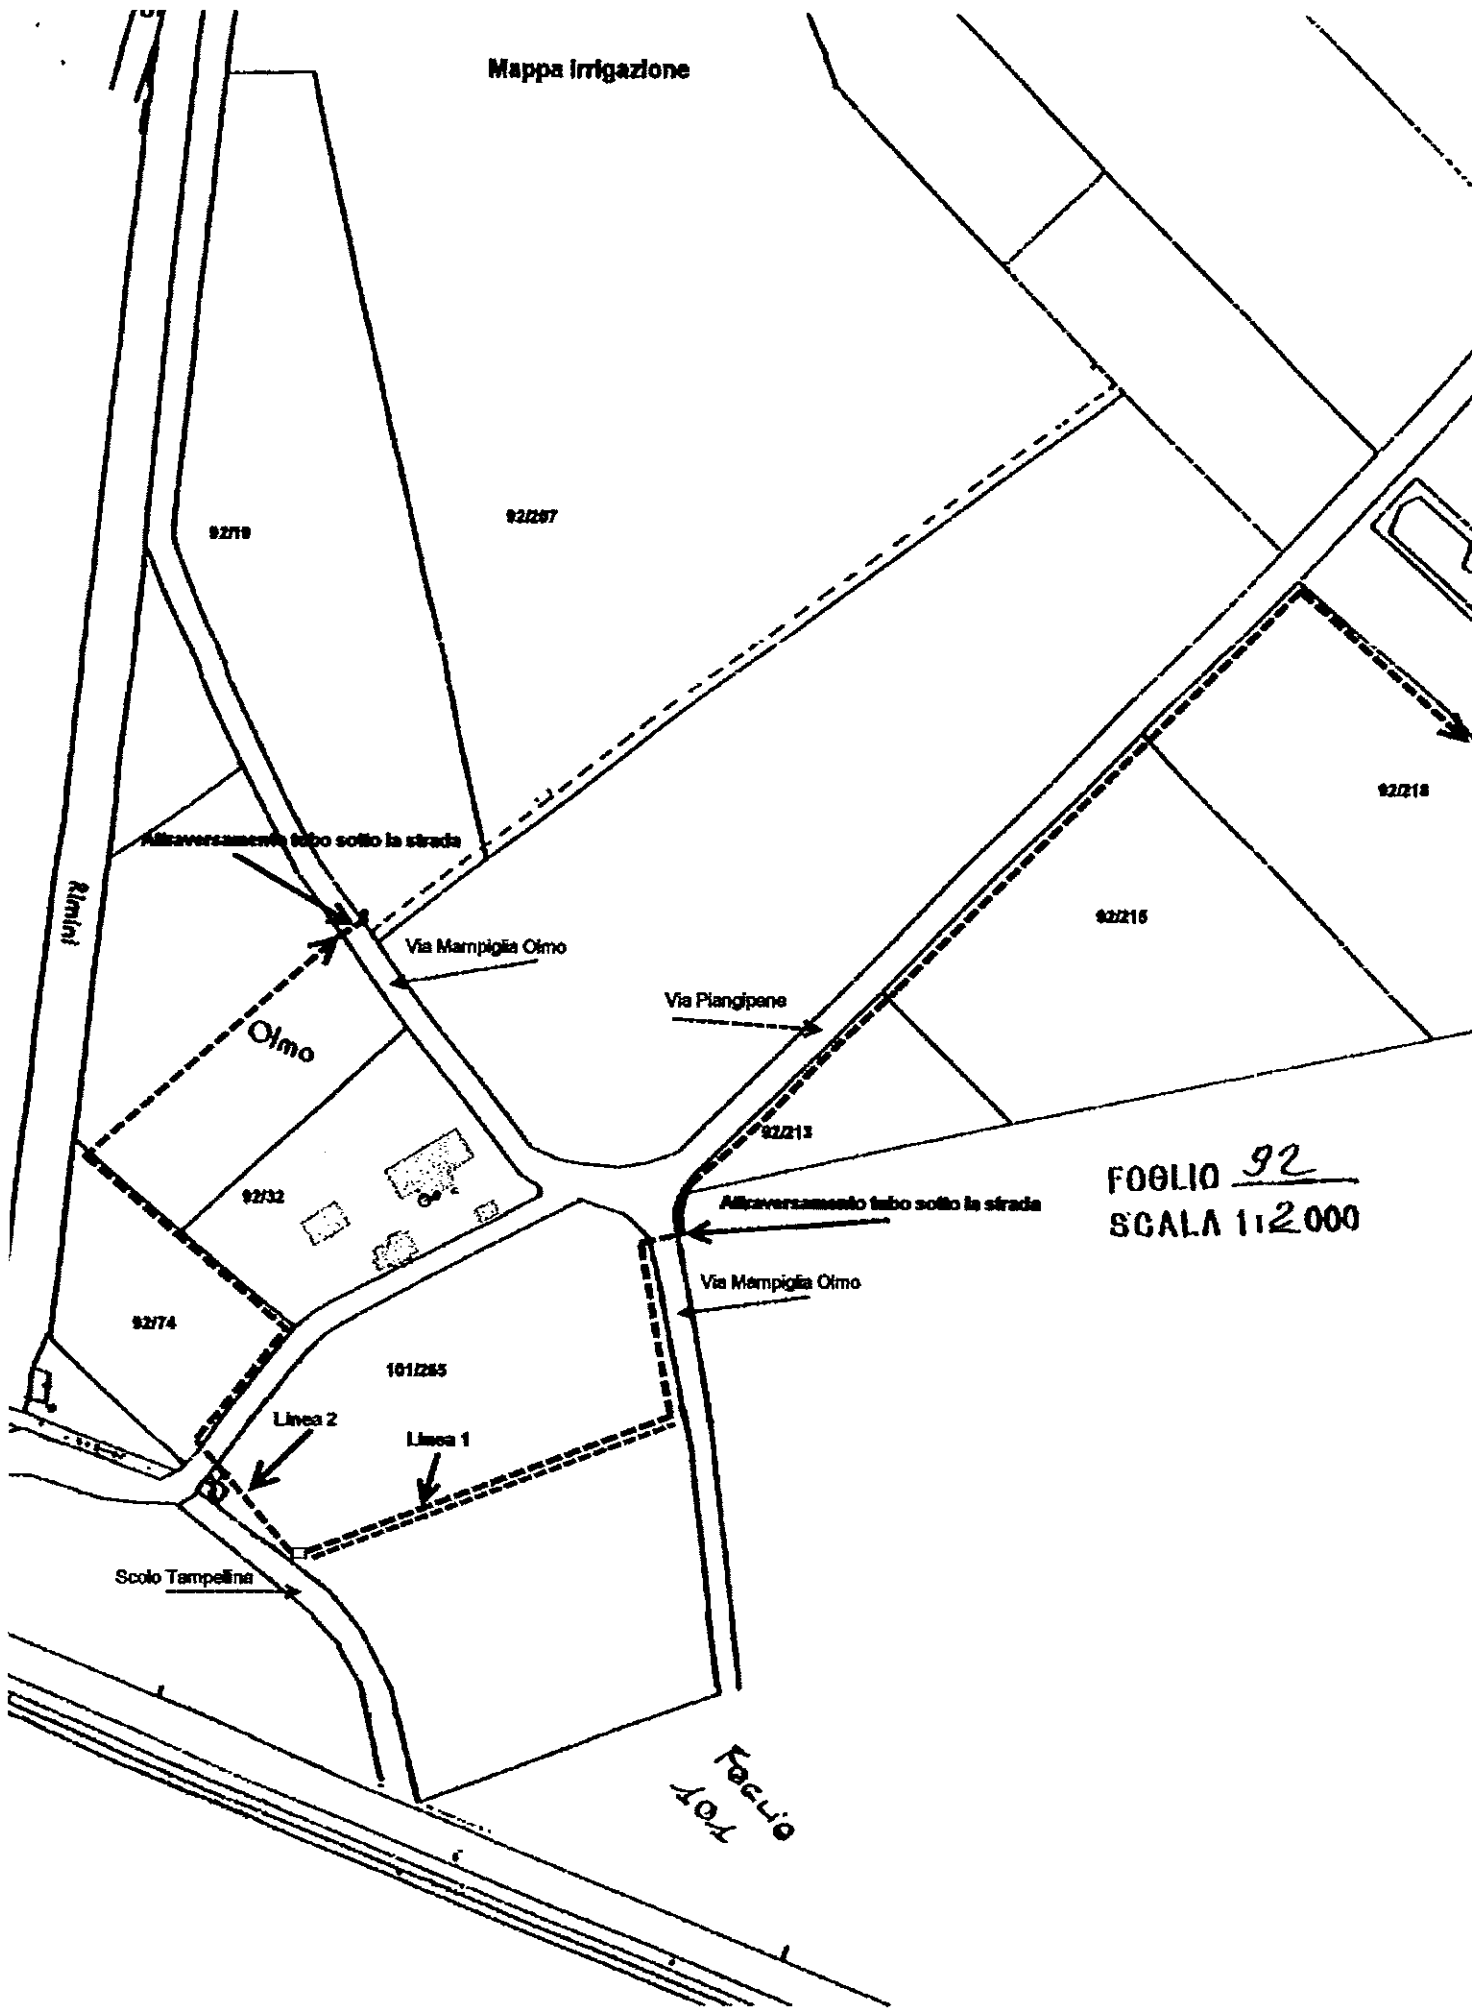 Mappa irrigazione
92/19
92/207
92/218
Attraversamento tubo sotto la strada
Rimini
92/215
Via Mampiglia Olmo
Via Piangipane
Olmo
92/213
92/32
FOGLIO 92
SCALA 1:2000
Attraversamento tubo sotto la strada
Via Mampiglia Olmo
92/74
101/265
Linea 2
Linea 1
Scolo Tampellina
FOGLIO
101